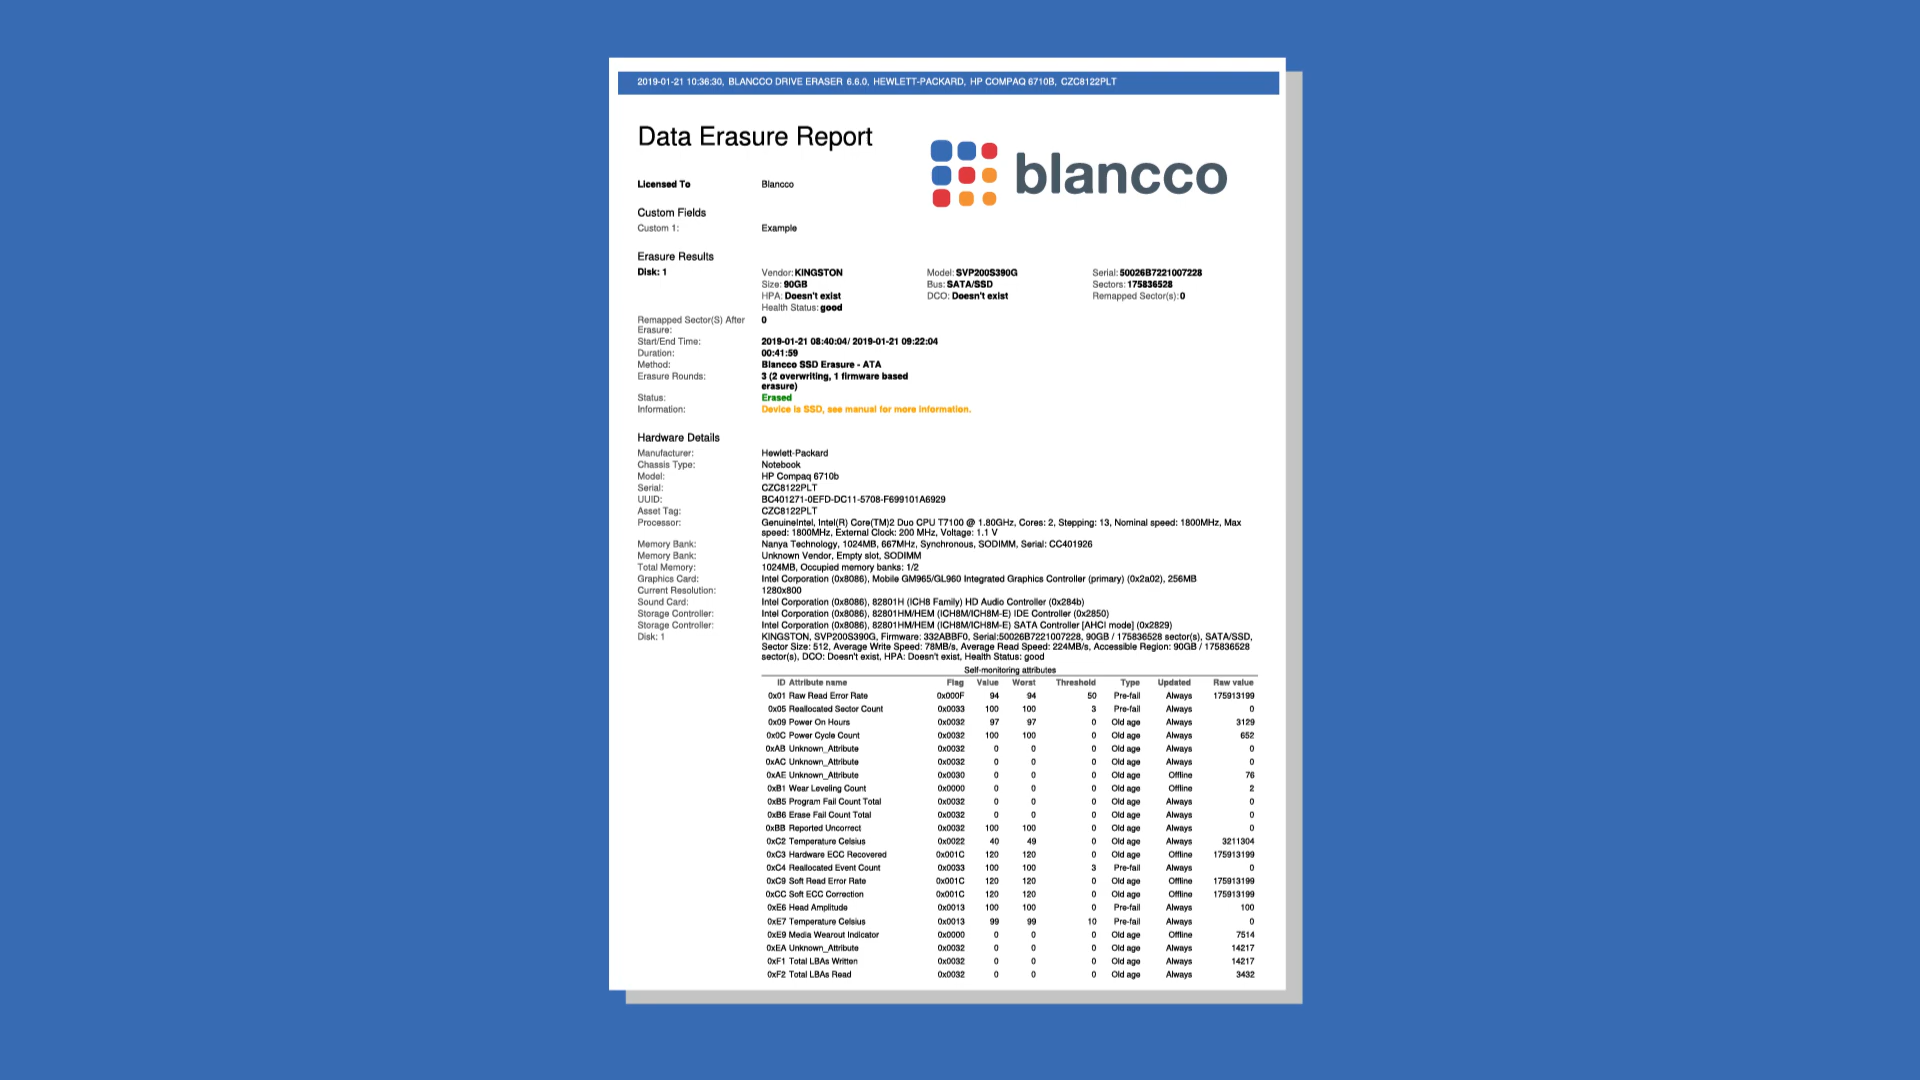 2019-01-21 10:36:30, BLANCCO DRIVE ERASER 6.6.0, HEWLETT-PACKARD, HP COMPAQ 6710B, CZC8122PLT
Data Erasure Report
blancco
Licensed To Blancco
Custom Fields
Custom 1: Example
Erasure Results
Disk: 1 Vendor: KINGSTON Model: SVP200S390G Serial: 50026B7221007228
Size: 90GB Bus: SATA/SSD Sectors: 175836528
HPA: Doesn't exist DCO: Doesn't exist Remapped Sector(s): 0
Health Status: good
Remapped Sector(S) After 0
Erasure:
Start/End Time: 2019-01-21 08:40:04/ 2019-01-21 09:22:04
Duration: 00:41:59
Method: Blancco SSD Erasure - ATA
Erasure Rounds: 3 (2 overwriting, 1 firmware based
erasure)
Status: Erased
Information: Device is SSD, see manual for more information.
Hardware Details
Manufacturer: Hewlett-Packard
Chassis Type: Notebook
Model: HP Compaq 6710b
Serial: CZC8122PLT
UUID: BC401271-0EFD-DC11-5708-F699101A6929
Asset Tag: CZC8122PLT
Processor: GenuineIntel, Intel(R) Core(TM)2 Duo CPU T7100 @ 1.80GHz, Cores: 2, Stepping: 13, Nominal speed: 1800MHz, Max
speed: 1800MHz, External Clock: 200 MHz, Voltage: 1.1 V
Memory Bank: Nanya Technology, 1024MB, 667MHz, Synchronous, SODIMM, Serial: CC401926
Memory Bank: Unknown Vendor, Empty slot, SODIMM
Total Memory: 1024MB, Occupied memory banks: 1/2
Graphics Card: Intel Corporation (0x8086), Mobile GM965/GL960 Integrated Graphics Controller (primary) (0x2a02), 256MB
Current Resolution: 1280x800
Sound Card: Intel Corporation (0x8086), 82801H (ICH8 Family) HD Audio Controller (0x284b)
Storage Controller: Intel Corporation (0x8086), 82801HM/HEM (ICH8M/ICH8M-E) IDE Controller (0x2850)
Storage Controller: Intel Corporation (0x8086), 82801HM/HEM (ICH8M/ICH8M-E) SATA Controller [AHCI mode] (0x2829)
Disk: 1 KINGSTON, SVP200S390G, Firmware: 332ABBF0, Serial:50026B7221007228, 90GB / 175836528 sector(s), SATA/SSD,
Sector Size: 512, Average Write Speed: 78MB/s, Average Read Speed: 224MB/s, Accessible Region: 90GB / 175836528
sector(s), DCO: Doesn't exist, HPA: Doesn't exist, Health Status: good
Self-monitoring attributes
ID Attribute name Flag Value Worst Threshold Type Updated Raw value
0x01 Raw Read Error Rate 0x000F 94 94 50 Pre-fail Always 175913199
0x05 Reallocated Sector Count 0x0033 100 100 3 Pre-fail Always 0
0x09 Power On Hours 0x0032 97 97 0 Old age Always 3129
0x0C Power Cycle Count 0x0032 100 100 0 Old age Always 652
0xAB Unknown_Attribute 0x0032 0 0 0 Old age Always 0
0xAC Unknown_Attribute 0x0032 0 0 0 Old age Always 0
0xAE Unknown_Attribute 0x0030 0 0 0 Old age Offline 76
0xB1 Wear Leveling Count 0x0000 0 0 0 Old age Offline 2
0xB5 Program Fail Count Total 0x0032 0 0 0 Old age Always 0
0xB6 Erase Fail Count Total 0x0032 0 0 0 Old age Always 0
0xBB Reported Uncorrect 0x0032 100 100 0 Old age Always 0
0xC2 Temperature Celsius 0x0022 40 49 0 Old age Always 3211304
0xC3 Hardware ECC Recovered 0x001C 120 120 0 Old age Offline 175913199
0xC4 Reallocated Event Count 0x0033 100 100 3 Pre-fail Always 0
0xC9 Soft Read Error Rate 0x001C 120 120 0 Old age Offline 175913199
0xCC Soft ECC Correction 0x001C 120 120 0 Old age Offline 175913199
0xE6 Head Amplitude 0x0013 100 100 0 Pre-fail Always 100
0xE7 Temperature Celsius 0x0013 99 99 10 Pre-fail Always 0
0xE9 Media Wearout Indicator 0x0000 0 0 0 Old age Offline 7514
0xEA Unknown_Attribute 0x0032 0 0 0 Old age Always 14217
0xF1 Total LBAs Written 0x0032 0 0 0 Old age Always 14217
0xF2 Total LBAs Read 0x0032 0 0 0 Old age Always 3432